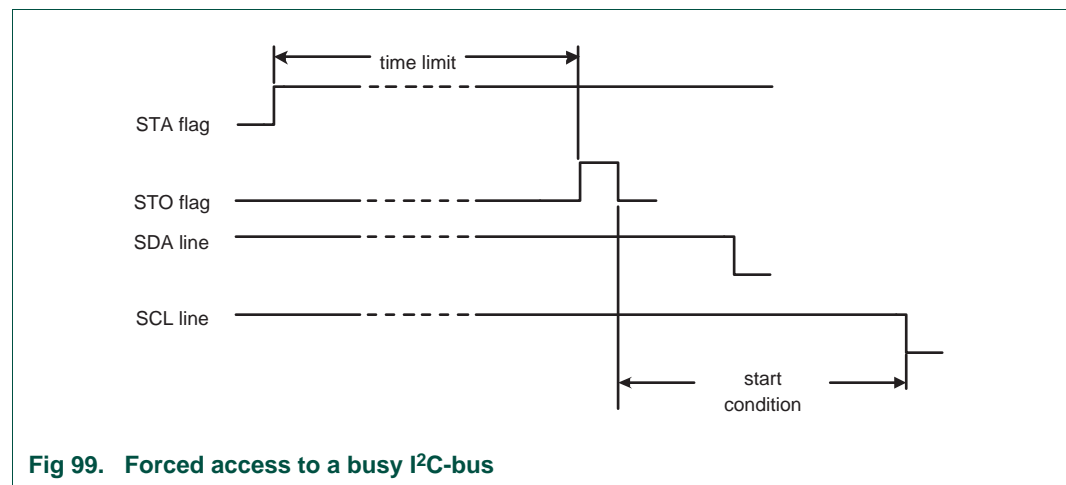 time limit
STA flag
STO flag
SDA line
SCL line
start
condition
Fig 99. Forced access to a busy I²C-bus